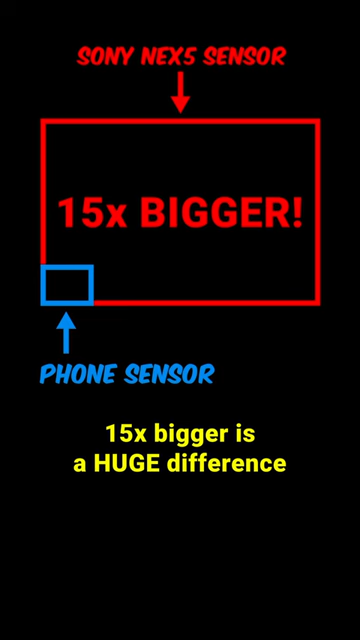 SONY NEX5 SENSOR
15x BIGGER!
PHONE SENSOR
15x bigger is
a HUGE difference